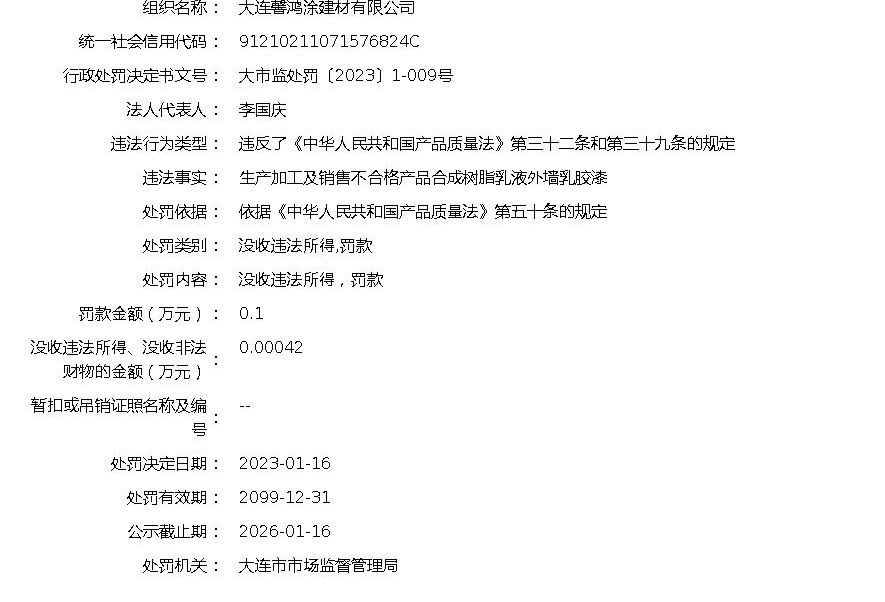 组织名称： 大连馨鸿涂建材有限公司
统一社会信用代码： 91210211071576824C
行政处罚决定书文号： 大市监处罚〔2023〕1-009号
法人代表人： 李国庆
违法行为类型： 违反了《中华人民共和国产品质量法》第三十二条和第三十九条的规定
违法事实： 生产加工及销售不合格产品合成树脂乳液外墙乳胶漆
处罚依据： 依据《中华人民共和国产品质量法》第五十条的规定
处罚类别： 没收违法所得,罚款
处罚内容： 没收违法所得，罚款
罚款金额（万元）： 0.1
没收违法所得、没收非法
财物的金额（万元）： 0.00042
暂扣或吊销证照名称及编
号： --
处罚决定日期： 2023-01-16
处罚有效期： 2099-12-31
公示截止期： 2026-01-16
处罚机关： 大连市市场监督管理局